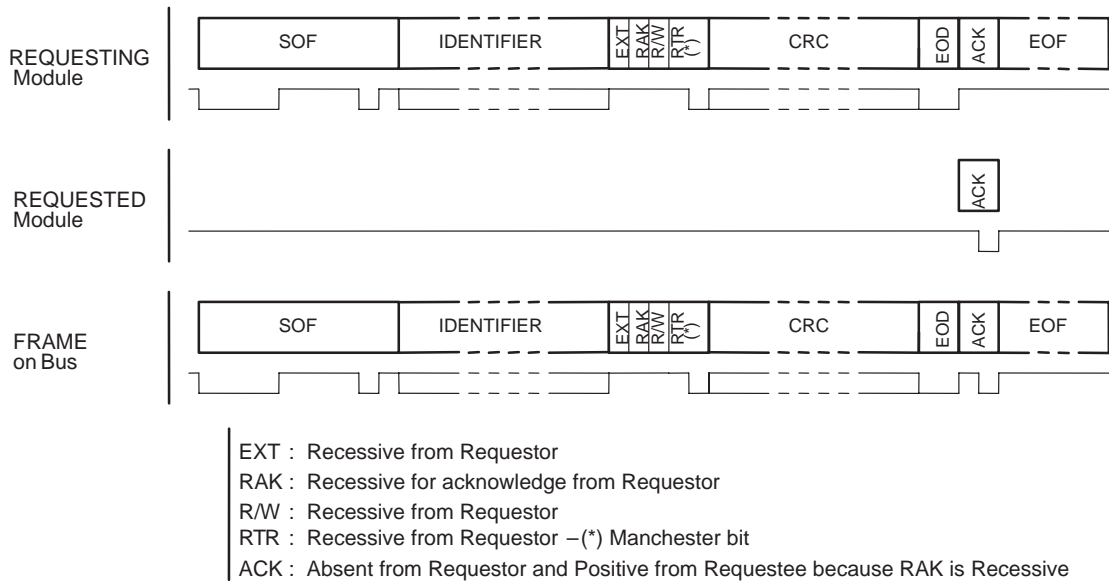 SOF IDENTIFIER EXT RAK R/W RTR (*) CRC EOD ACK EOF
REQUESTING
Module
ACK
REQUESTED
Module
SOF IDENTIFIER EXT RAK R/W RTR (*) CRC EOD ACK EOF
FRAME
on Bus
EXT : Recessive from Requestor
RAK : Recessive for acknowledge from Requestor
R/W : Recessive from Requestor
RTR : Recessive from Requestor –(*) Manchester bit
ACK : Absent from Requestor and Positive from Requestee because RAK is Recessive